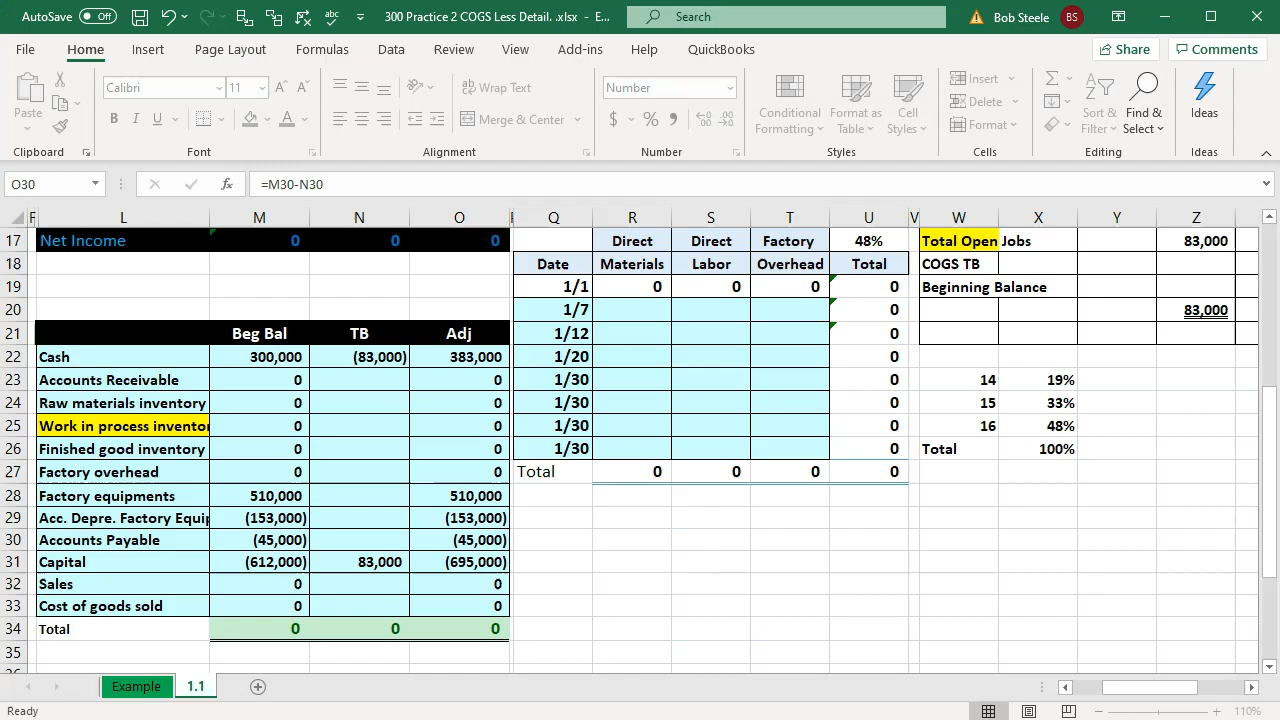 AutoSave Off 300 Practice 2 COGS Less Detail. .xlsx - E... Search Bob Steele BS
File Home Insert Page Layout Formulas Data Review View Add-ins Help QuickBooks Share Comments
Paste Calibri 11 Wrap Text Number Conditional Format as Cell Insert Sort & Find & Ideas
Merge & Center Formatting Table Styles Delete Filter Select
Format
Clipboard Font Alignment Number Styles Cells Editing Ideas
O30 =M30-N30
F L M N O P Q R S T U V W X Y Z
17 Net Income 0 0 0 Direct Direct Factory 48% Total Open Jobs 83,000
18 Date Materials Labor Overhead Total COGS TB
19 1/1 0 0 0 0 Beginning Balance
20 1/7 0 83,000
21 Beg Bal TB Adj 1/12 0
22 Cash 300,000 (83,000) 383,000 1/20 0
23 Accounts Receivable 0 0 1/30 0 14 19%
24 Raw materials inventory 0 0 1/30 0 15 33%
25 Work in process inventor 0 0 1/30 0 16 48%
26 Finished good inventory 0 0 1/30 0 Total 100%
27 Factory overhead 0 0 Total 0 0 0 0
28 Factory equipments 510,000 510,000
29 Acc. Depre. Factory Equip (153,000) (153,000)
30 Accounts Payable (45,000) (45,000)
31 Capital (612,000) 83,000 (695,000)
32 Sales 0 0
33 Cost of goods sold 0 0
34 Total 0 0 0
35
Example 1.1
Ready 110%